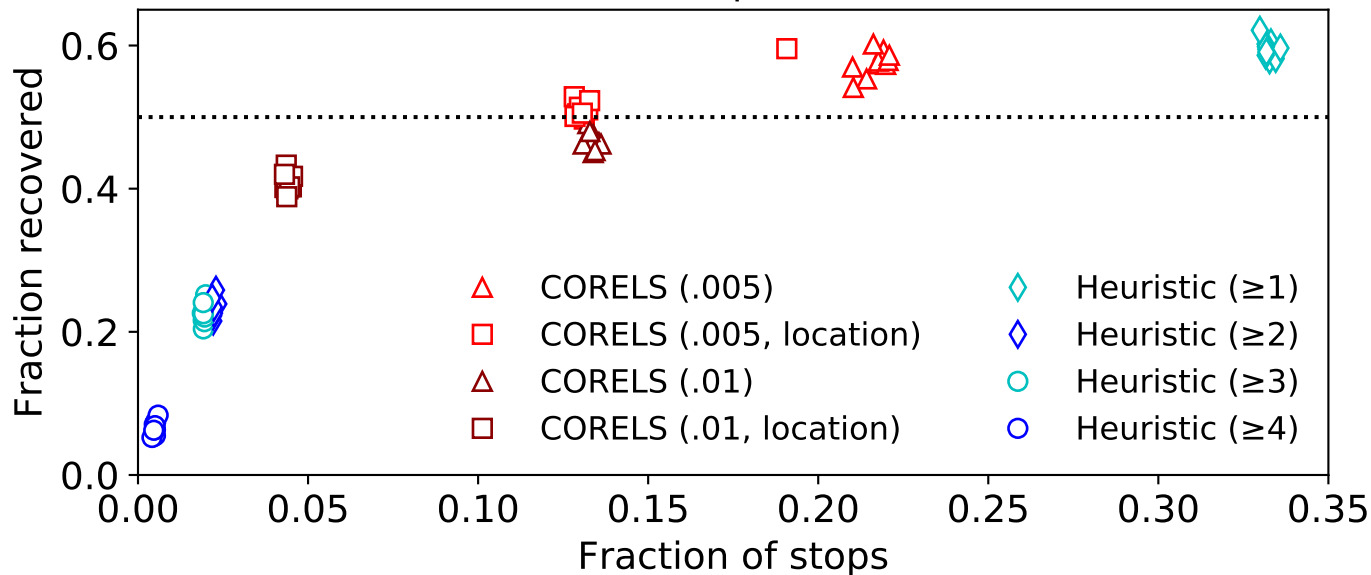 Fraction recovered
0.6
0.4
0.2
0.0
CORELS (.005)
CORELS (.005, location)
CORELS (.01)
CORELS (.01, location)
Heuristic (≥1)
Heuristic (≥2)
Heuristic (≥3)
Heuristic (≥4)
0.00 0.05 0.10 0.15 0.20 0.25 0.30 0.35
Fraction of stops